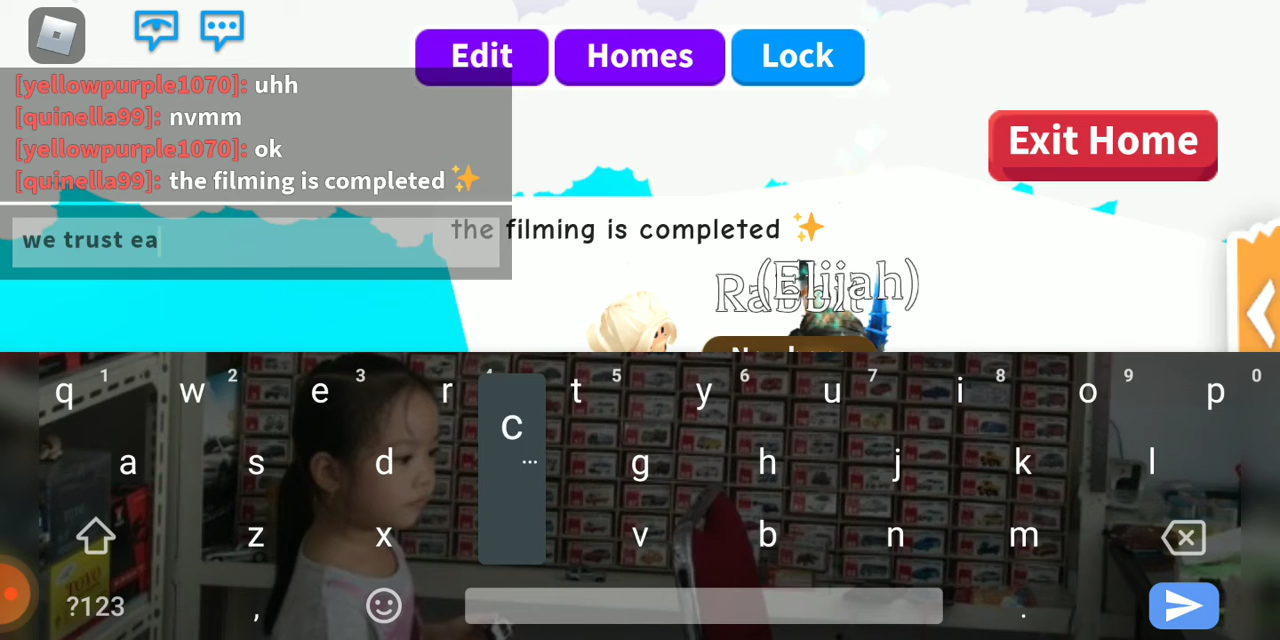 Edit Homes Lock
[yellowpurple1070]: uhh
[quinella99]: nvmm
[yellowpurple1070]: ok
[quinella99]: the filming is completed ✨
Exit Home
we trust ea
the filming is completed ✨
(Elijah)
Rabbit
q 1 w 2 e 3 r 4 t 5 y 6 u 7 i 8 o 9 p 0
c
...
a s d g h j k l
z x v b n m
?123 , .